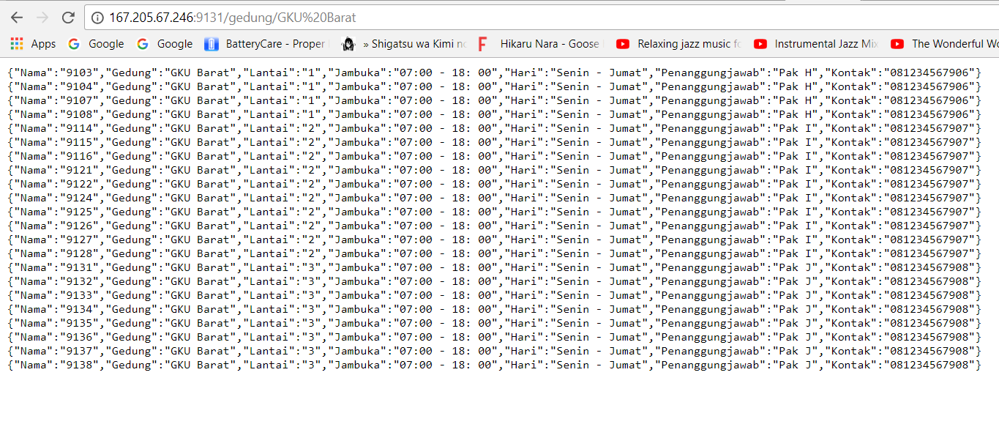 167.205.67.246:9131/gedung/GKU%20Barat
Apps Google Google BatteryCare - Proper » Shigatsu wa Kimi no Hikaru Nara - Goose Relaxing jazz music fo Instrumental Jazz Mix The Wonderful Wo
{"Nama":"9103","Gedung":"GKU Barat","Lantai":"1","Jambuka":"07:00 - 18: 00","Hari":"Senin - Jumat","Penanggungjawab":"Pak H","Kontak":"081234567906"}
{"Nama":"9104","Gedung":"GKU Barat","Lantai":"1","Jambuka":"07:00 - 18: 00","Hari":"Senin - Jumat","Penanggungjawab":"Pak H","Kontak":"081234567906"}
{"Nama":"9107","Gedung":"GKU Barat","Lantai":"1","Jambuka":"07:00 - 18: 00","Hari":"Senin - Jumat","Penanggungjawab":"Pak H","Kontak":"081234567906"}
{"Nama":"9108","Gedung":"GKU Barat","Lantai":"1","Jambuka":"07:00 - 18: 00","Hari":"Senin - Jumat","Penanggungjawab":"Pak H","Kontak":"081234567906"}
{"Nama":"9114","Gedung":"GKU Barat","Lantai":"2","Jambuka":"07:00 - 18: 00","Hari":"Senin - Jumat","Penanggungjawab":"Pak I","Kontak":"081234567907"}
{"Nama":"9115","Gedung":"GKU Barat","Lantai":"2","Jambuka":"07:00 - 18: 00","Hari":"Senin - Jumat","Penanggungjawab":"Pak I","Kontak":"081234567907"}
{"Nama":"9116","Gedung":"GKU Barat","Lantai":"2","Jambuka":"07:00 - 18: 00","Hari":"Senin - Jumat","Penanggungjawab":"Pak I","Kontak":"081234567907"}
{"Nama":"9121","Gedung":"GKU Barat","Lantai":"2","Jambuka":"07:00 - 18: 00","Hari":"Senin - Jumat","Penanggungjawab":"Pak I","Kontak":"081234567907"}
{"Nama":"9122","Gedung":"GKU Barat","Lantai":"2","Jambuka":"07:00 - 18: 00","Hari":"Senin - Jumat","Penanggungjawab":"Pak I","Kontak":"081234567907"}
{"Nama":"9124","Gedung":"GKU Barat","Lantai":"2","Jambuka":"07:00 - 18: 00","Hari":"Senin - Jumat","Penanggungjawab":"Pak I","Kontak":"081234567907"}
{"Nama":"9125","Gedung":"GKU Barat","Lantai":"2","Jambuka":"07:00 - 18: 00","Hari":"Senin - Jumat","Penanggungjawab":"Pak I","Kontak":"081234567907"}
{"Nama":"9126","Gedung":"GKU Barat","Lantai":"2","Jambuka":"07:00 - 18: 00","Hari":"Senin - Jumat","Penanggungjawab":"Pak I","Kontak":"081234567907"}
{"Nama":"9127","Gedung":"GKU Barat","Lantai":"2","Jambuka":"07:00 - 18: 00","Hari":"Senin - Jumat","Penanggungjawab":"Pak I","Kontak":"081234567907"}
{"Nama":"9128","Gedung":"GKU Barat","Lantai":"2","Jambuka":"07:00 - 18: 00","Hari":"Senin - Jumat","Penanggungjawab":"Pak I","Kontak":"081234567907"}
{"Nama":"9131","Gedung":"GKU Barat","Lantai":"3","Jambuka":"07:00 - 18: 00","Hari":"Senin - Jumat","Penanggungjawab":"Pak J","Kontak":"081234567908"}
{"Nama":"9132","Gedung":"GKU Barat","Lantai":"3","Jambuka":"07:00 - 18: 00","Hari":"Senin - Jumat","Penanggungjawab":"Pak J","Kontak":"081234567908"}
{"Nama":"9133","Gedung":"GKU Barat","Lantai":"3","Jambuka":"07:00 - 18: 00","Hari":"Senin - Jumat","Penanggungjawab":"Pak J","Kontak":"081234567908"}
{"Nama":"9134","Gedung":"GKU Barat","Lantai":"3","Jambuka":"07:00 - 18: 00","Hari":"Senin - Jumat","Penanggungjawab":"Pak J","Kontak":"081234567908"}
{"Nama":"9135","Gedung":"GKU Barat","Lantai":"3","Jambuka":"07:00 - 18: 00","Hari":"Senin - Jumat","Penanggungjawab":"Pak J","Kontak":"081234567908"}
{"Nama":"9136","Gedung":"GKU Barat","Lantai":"3","Jambuka":"07:00 - 18: 00","Hari":"Senin - Jumat","Penanggungjawab":"Pak J","Kontak":"081234567908"}
{"Nama":"9137","Gedung":"GKU Barat","Lantai":"3","Jambuka":"07:00 - 18: 00","Hari":"Senin - Jumat","Penanggungjawab":"Pak J","Kontak":"081234567908"}
{"Nama":"9138","Gedung":"GKU Barat","Lantai":"3","Jambuka":"07:00 - 18: 00","Hari":"Senin - Jumat","Penanggungjawab":"Pak J","Kontak":"081234567908"}